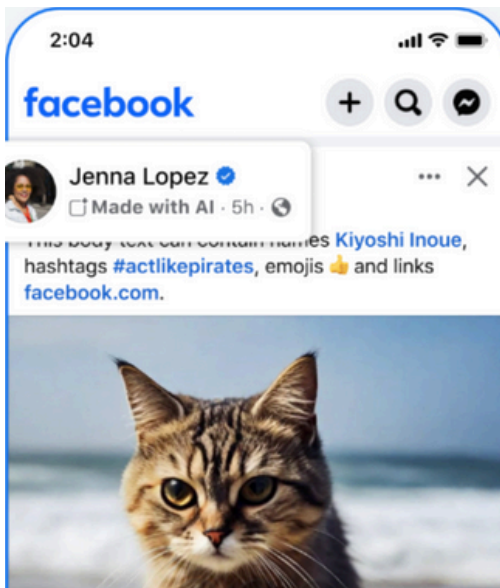 2:04
facebook
Jenna Lopez
Made with AI · 5h ·
This body text can contain names Kiyoshi Inoue,
hashtags #actlikepirates, emojis 👍 and links
facebook.com.